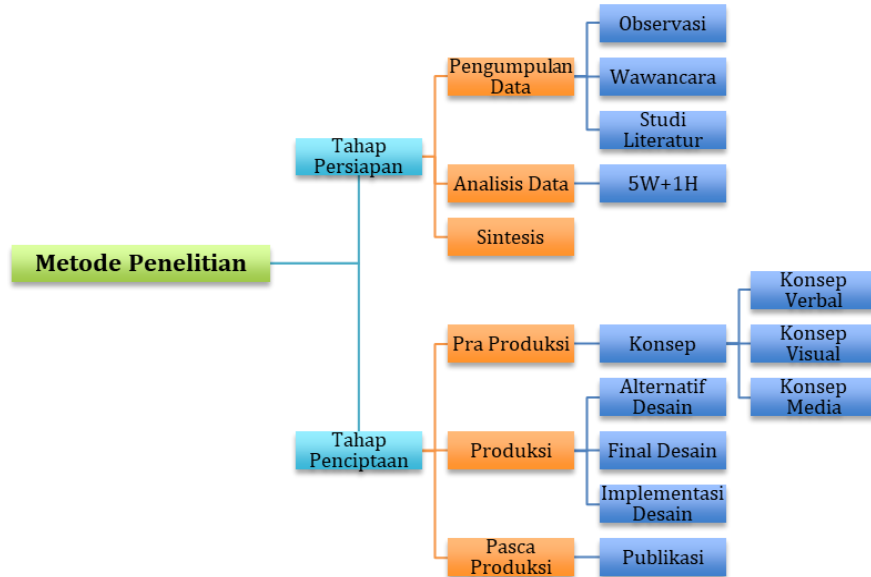 Metode Penelitian
Tahap
Persiapan
Pengumpulan
Data
Observasi
Wawancara
Studi
Literatur
Analisis Data
5W+1H
Sintesis
Tahap
Penciptaan
Pra Produksi
Konsep
Konsep
Verbal
Konsep
Visual
Konsep
Media
Produksi
Alternatif
Desain
Final Desain
Implementasi
Desain
Pasca
Produksi
Publikasi